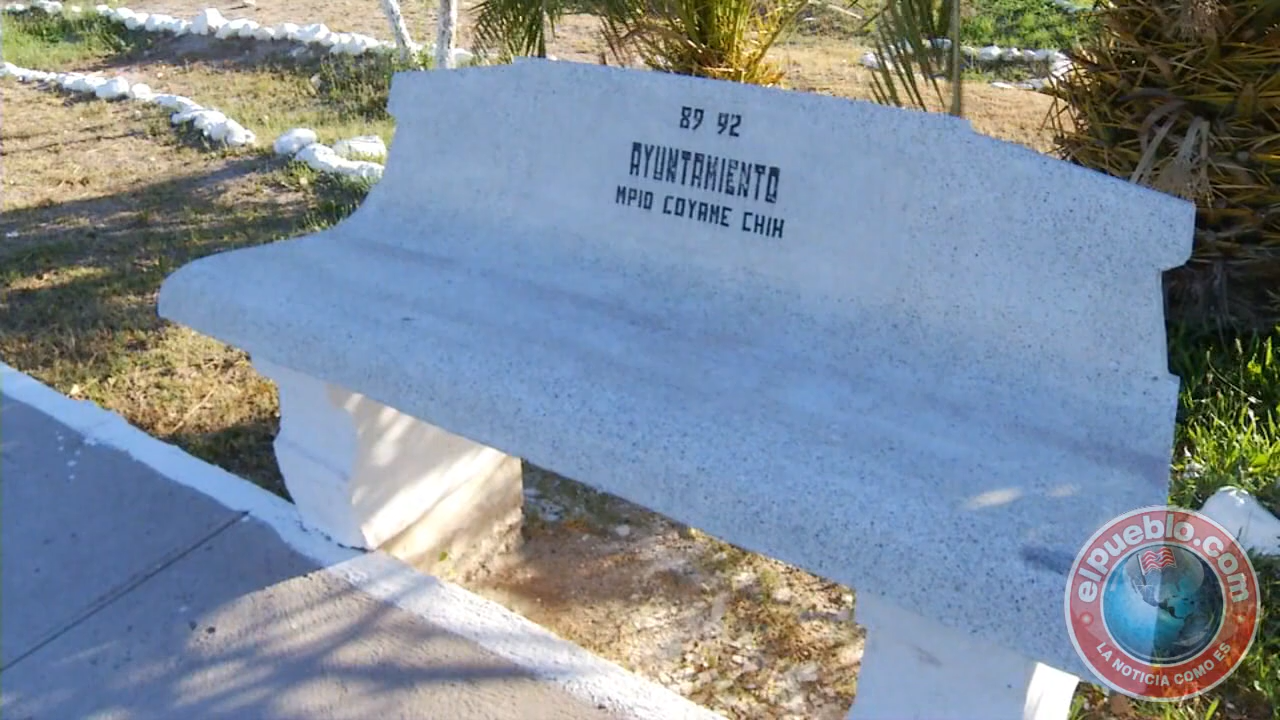 89 92
AYUNTAMIENTO
MPIO COYAME CHIH
elpueblo.com
LA NOTICIA COMO ES